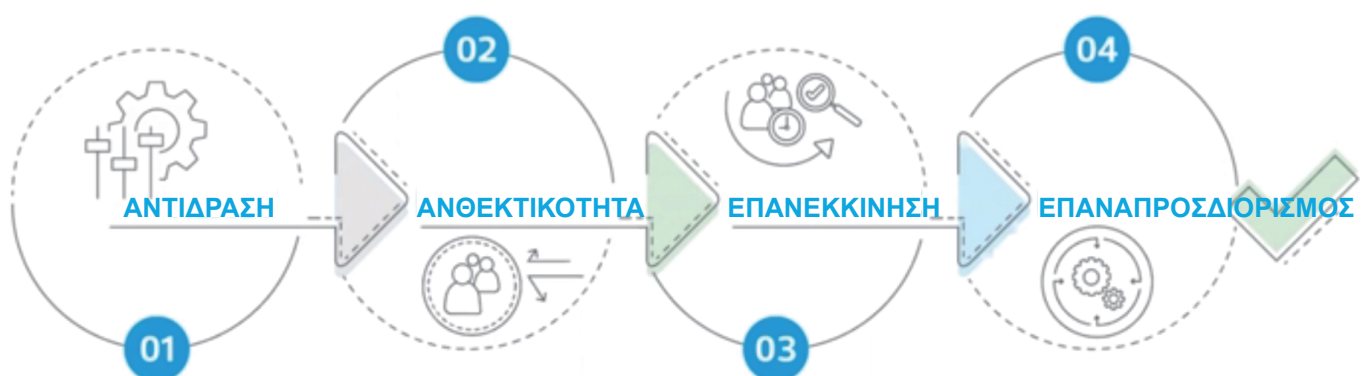 01
ΑΝΤΙΔΡΑΣΗ
02
ΑΝΘΕΚΤΙΚΟΤΗΤΑ
03
ΕΠΑΝΕΚΚΙΝΗΣΗ
04
ΕΠΑΝΑΠΡΟΣΔΙΟΡΙΣΜΟΣ